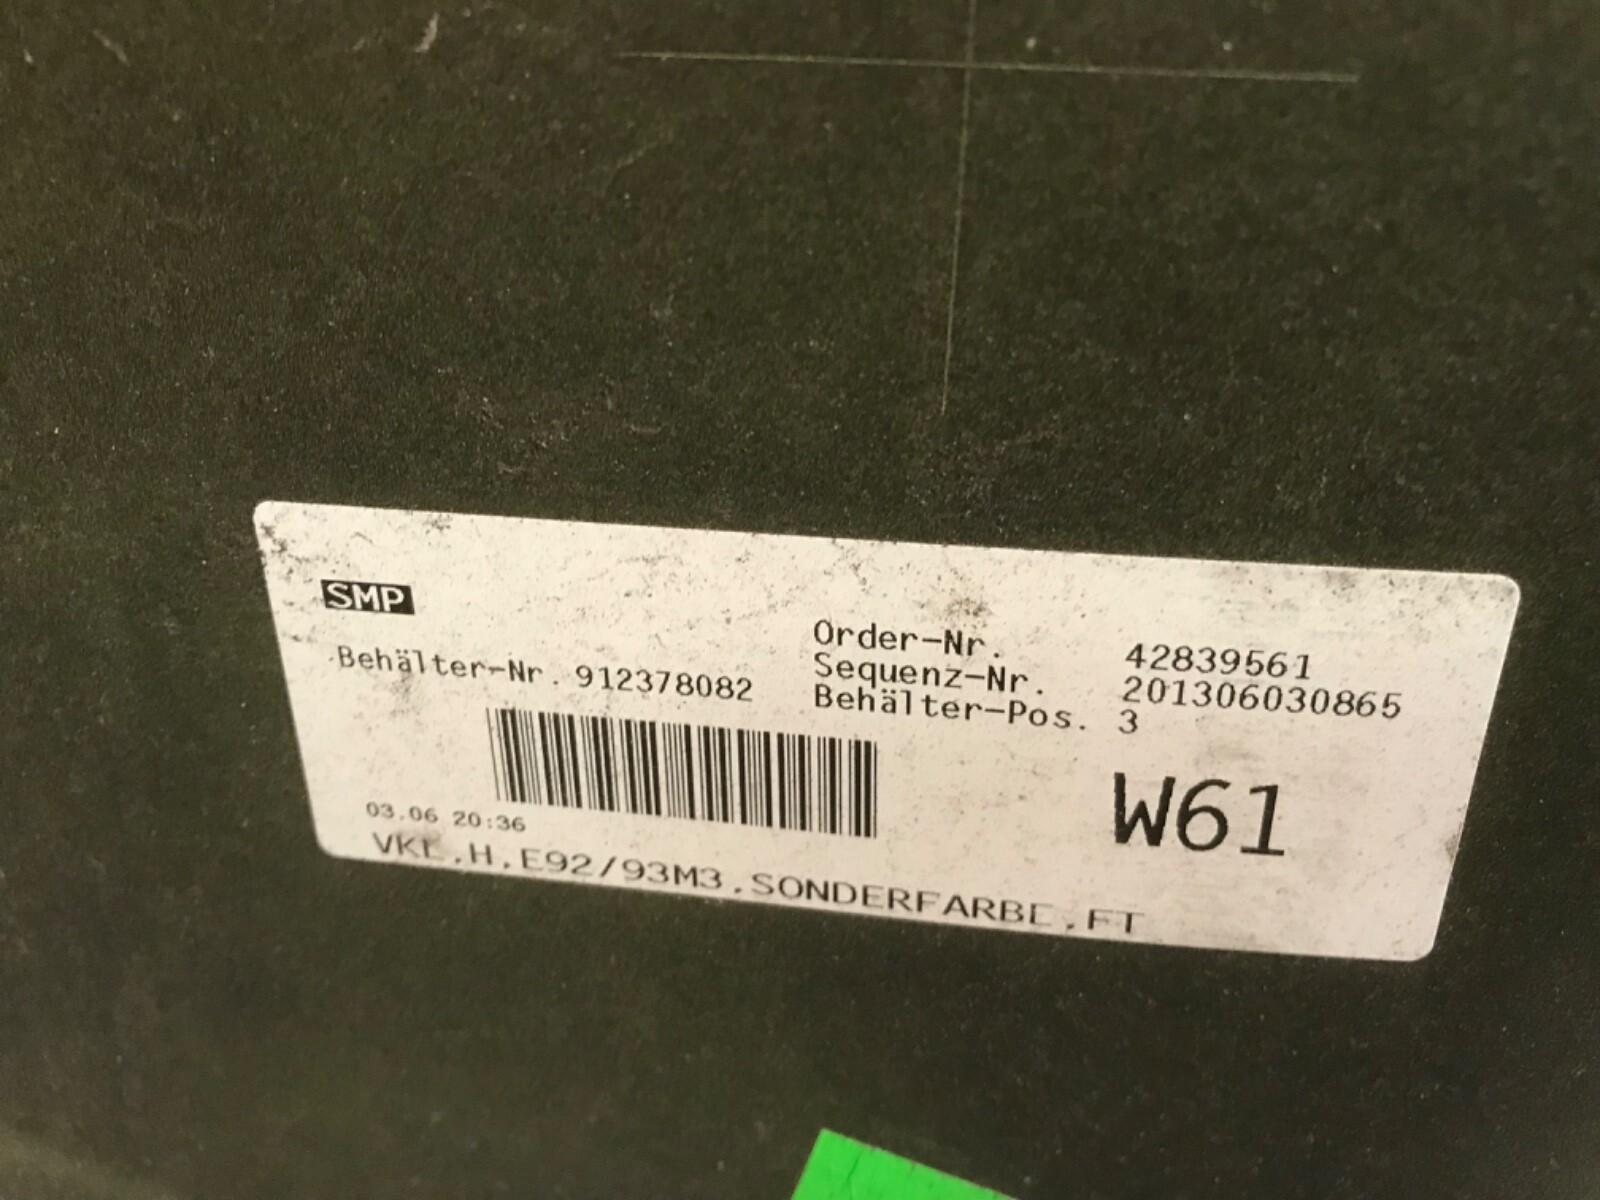 SMP
Order-Nr. 42839561
Sequenz-Nr. 201306030865
Behälter-Nr. 912378082
Behälter-Pos. 3
W61
03.06 20:36
VKL.H.E92/93M3.SONDERFARBE.FT